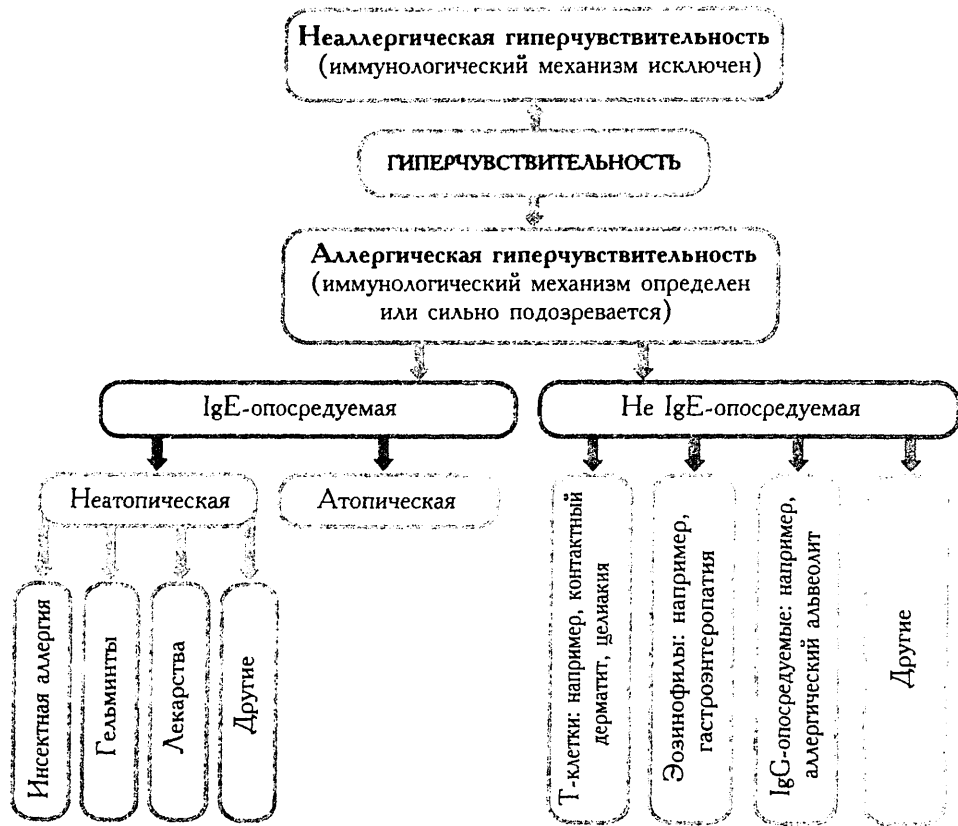 Неаллергическая гиперчувствительность
(иммунологический механизм исключен)
ГИПЕРЧУВСТВИТЕЛЬНОСТЬ
Аллергическая гиперчувствительность
(иммунологический механизм определен
или сильно подозревается)
IgE-опосредуемая
Не IgE-опосредуемая
Неатопическая
Атопическая
Инсектная аллергия
Гельминты
Лекарства
Другие
Т-клетки: например, контактный
дерматит, целиакия
Эозинофилы: например,
гастроэнтеропатия
IgG-опосредуемые: например,
аллергический альвеолит
Другие